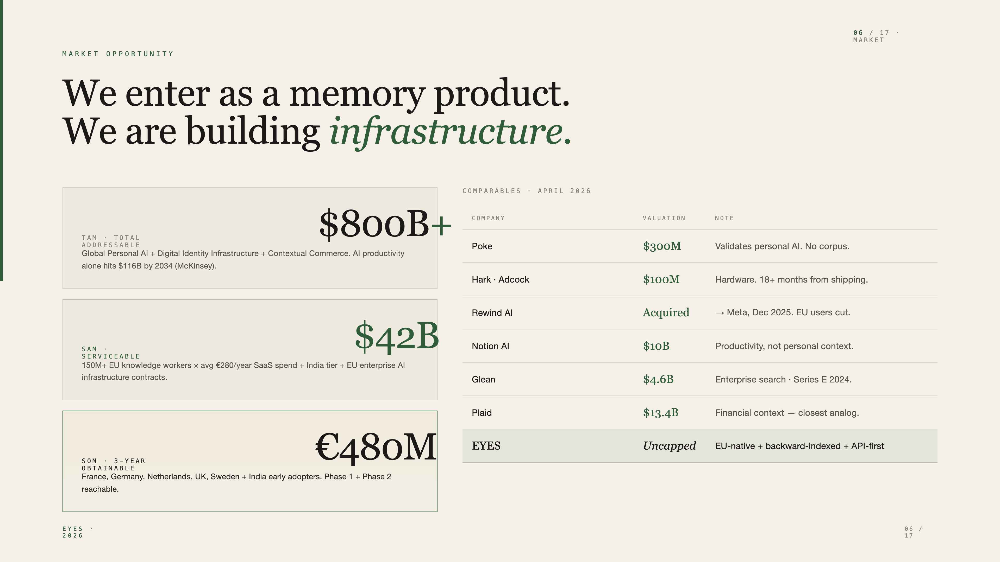 06 / 17 ·
MARKET
MARKET OPPORTUNITY
We enter as a memory product.
We are building infrastructure.
$800B+
TAM · TOTAL
ADDRESSABLE
Global Personal AI + Digital Identity Infrastructure + Contextual Commerce. AI productivity
alone hits $116B by 2034 (McKinsey).
$42B
SAM ·
SERVICEABLE
150M+ EU knowledge workers × avg €280/year SaaS spend + India tier + EU enterprise AI
infrastructure contracts.
€480M
SOM · 3-YEAR
OBTAINABLE
France, Germany, Netherlands, UK, Sweden + India early adopters. Phase 1 + Phase 2
reachable.
COMPARABLES · APRIL 2026
COMPANY VALUATION NOTE
Poke $300M Validates personal AI. No corpus.
Hark · Adcock $100M Hardware. 18+ months from shipping.
Rewind AI Acquired → Meta, Dec 2025. EU users cut.
Notion AI $10B Productivity, not personal context.
Glean $4.6B Enterprise search · Series E 2024.
Plaid $13.4B Financial context — closest analog.
EYES Uncapped EU-native + backward-indexed + API-first
EYES ·
2026
06 /
17